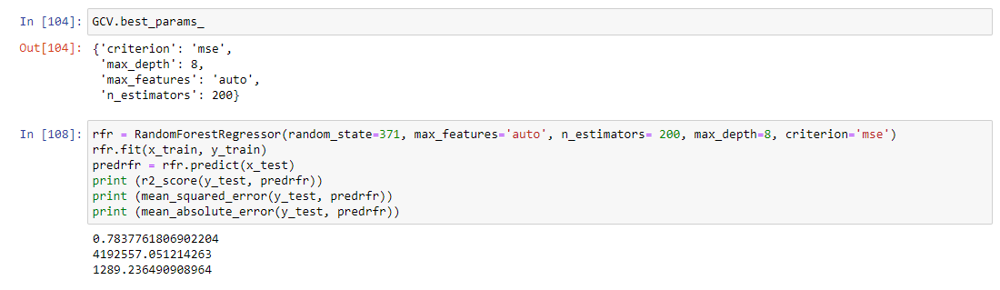 In [104]: GCV.best_params_
Out[104]: {'criterion': 'mse',
'max_depth': 8,
'max_features': 'auto',
'n_estimators': 200}
In [108]: rfr = RandomForestRegressor(random_state=371, max_features='auto', n_estimators= 200, max_depth=8, criterion='mse')
rfr.fit(x_train, y_train)
predrfr = rfr.predict(x_test)
print (r2_score(y_test, predrfr))
print (mean_squared_error(y_test, predrfr))
print (mean_absolute_error(y_test, predrfr))
0.7837761806902204
4192557.051214263
1289.236490908964